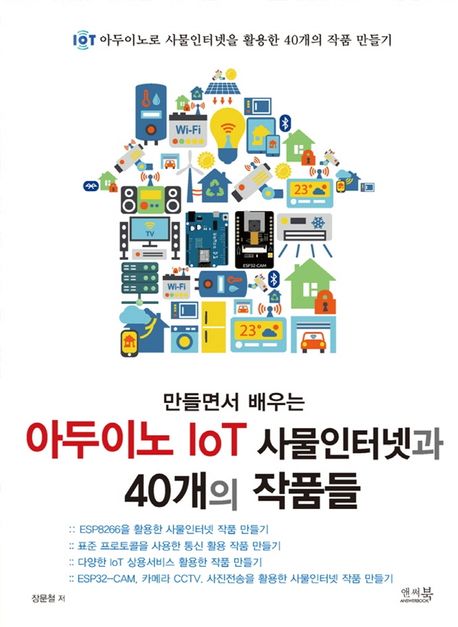 IoT 아두이노로 사물인터넷을 활용한 40개의 작품 만들기
Wi-Fi
23°
TV
ESP32-CAM
Wi-Fi
23°
만들면서 배우는
아두이노 IoT 사물인터넷과
40개의 작품들
:: ESP8266을 활용한 사물인터넷 작품 만들기
:: 표준 프로토콜을 사용한 통신 활용 작품 만들기
:: 다양한 IoT 상용서비스 활용한 작품 만들기
:: ESP32-CAM, 카메라 CCTV, 사진전송을 활용한 사물인터넷 작품 만들기
장문철 저
앤써북
ANSWERBOOK